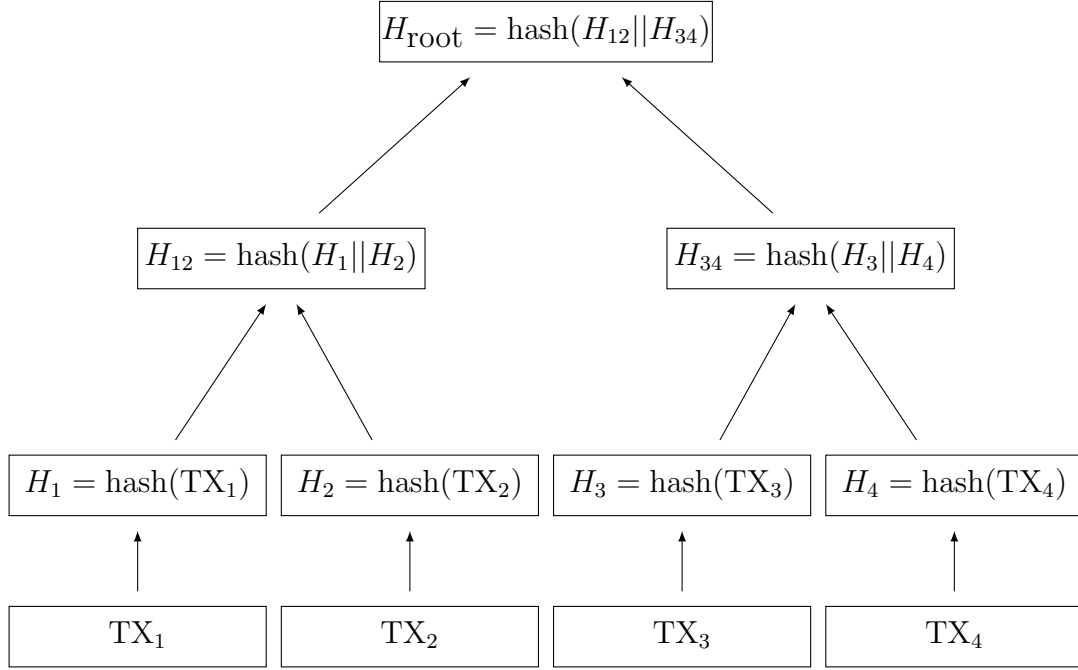 H_root = hash(H_12||H_34)
H_12 = hash(H_1||H_2)
H_34 = hash(H_3||H_4)
H_1 = hash(TX_1)
H_2 = hash(TX_2)
H_3 = hash(TX_3)
H_4 = hash(TX_4)
TX_1
TX_2
TX_3
TX_4